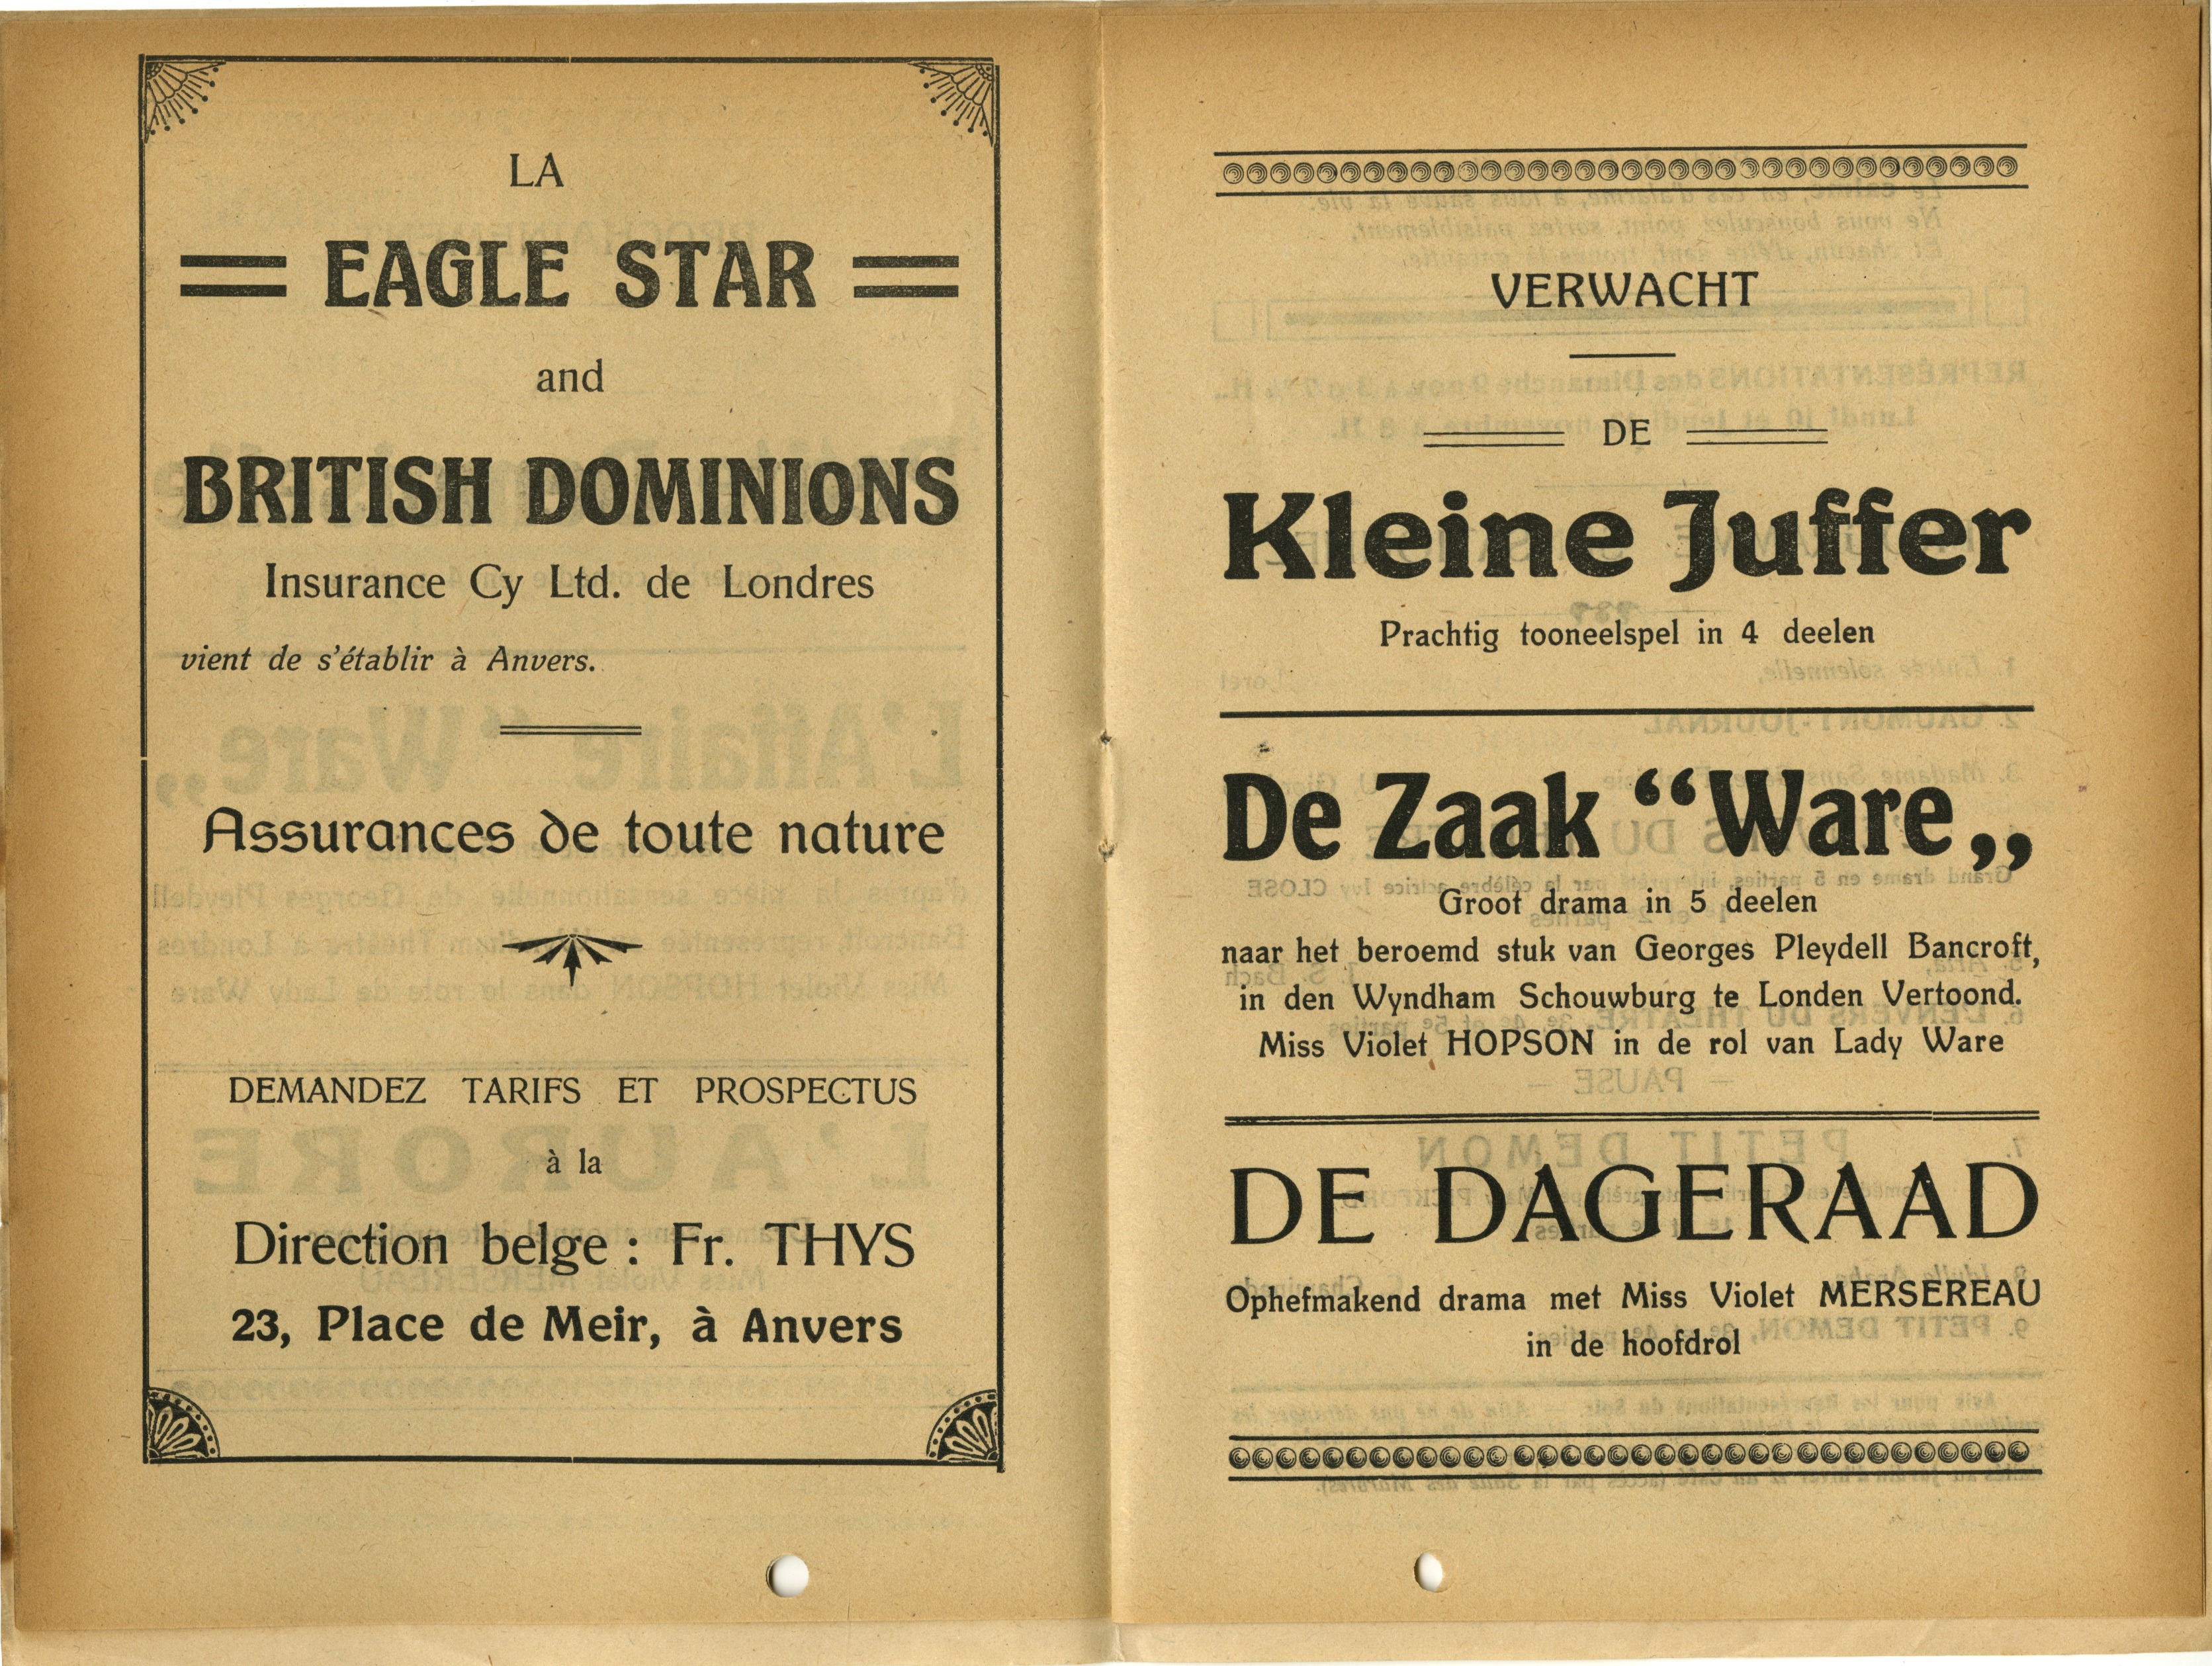 LA
EAGLE STAR
and
BRITISH DOMINIONS
Insurance Cy Ltd. de Londres
vient de s'établir à Anvers.
Assurances de toute nature
DEMANDEZ TARIFS ET PROSPECTUS
à la
Direction belge : Fr. THYS
23, Place de Meir, à Anvers
VERWACHT
DE
Kleine Juffer
Prachtig tooneelspel in 4 deelen
De Zaak “Ware„
Groot drama in 5 deelen
naar het beroemd stuk van Georges Pleydell Bancroft,
in den Wyndham Schouwburg te Londen Vertoond.
Miss Violet HOPSON in de rol van Lady Ware
DE DAGERAAD
Ophefmakend drama met Miss Violet MERSEREAU
in de hoofdrol